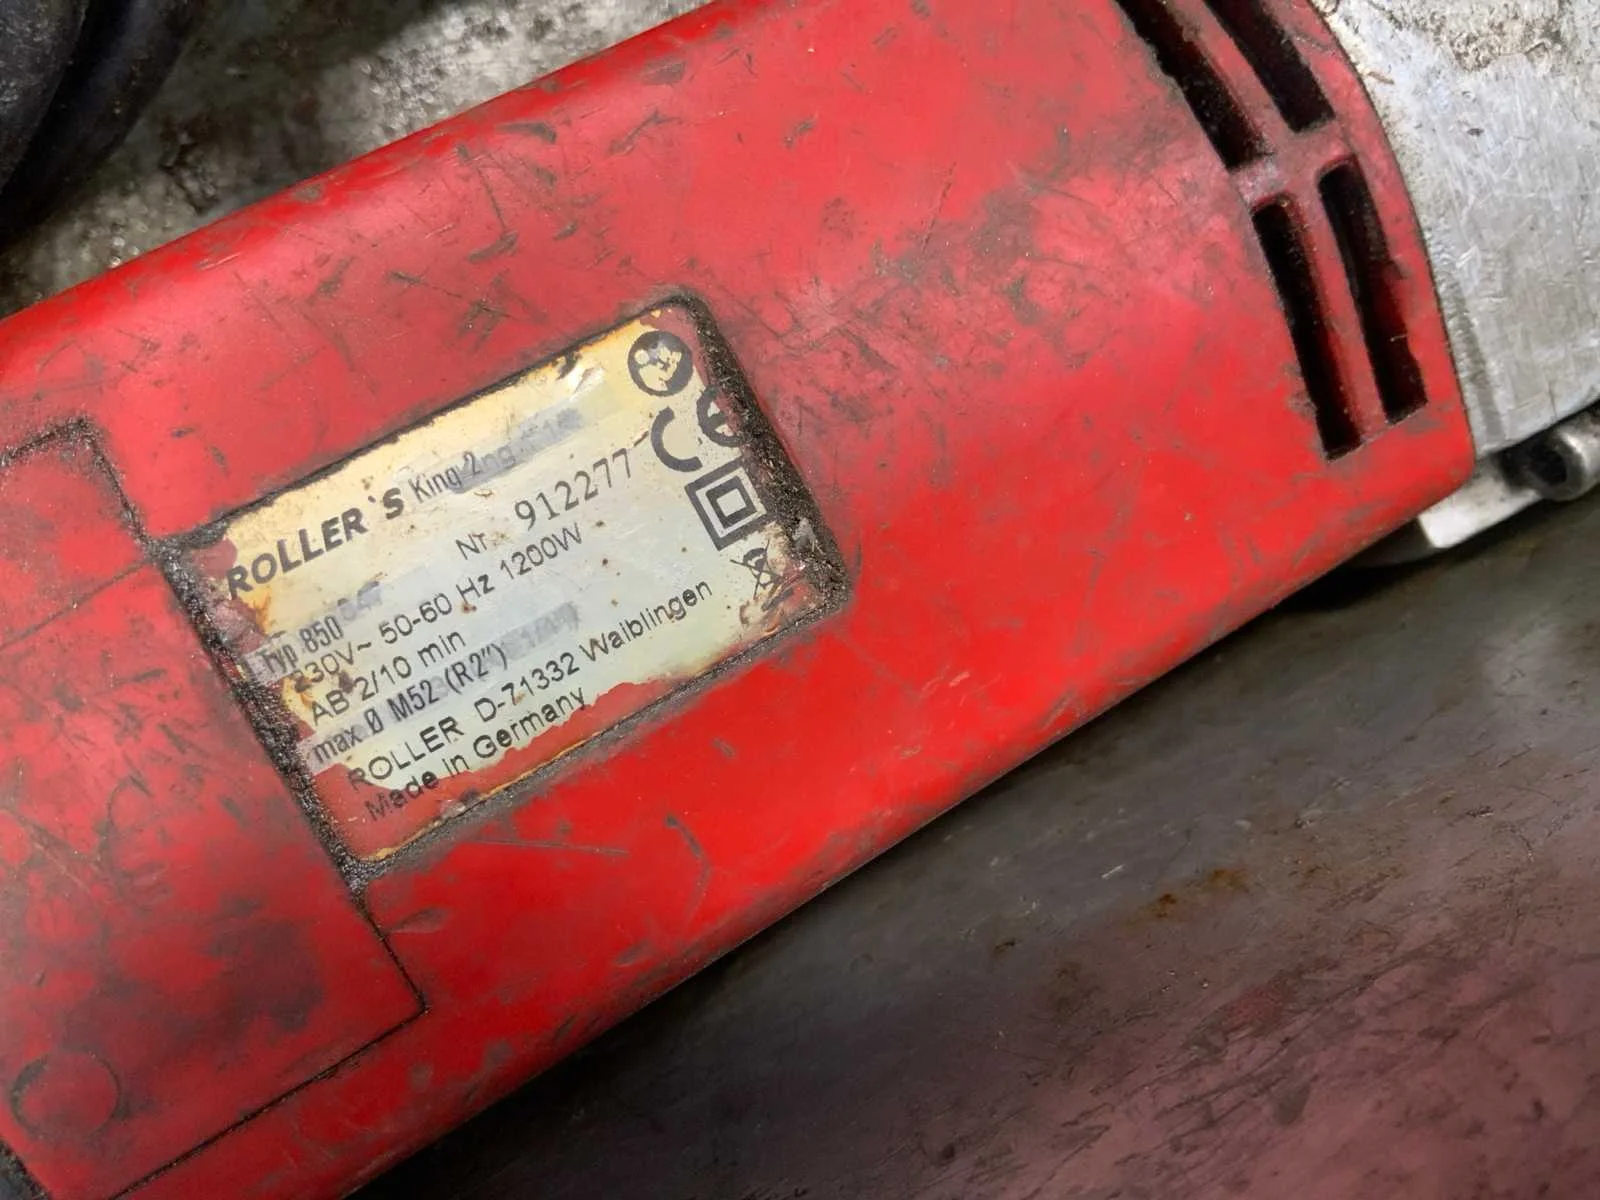 ROLLER`S King 2
Nr. 912277
Typ 850
230V~ 50-60 Hz 1200W
AB 2/10 min
max Ø M52 (R2")
ROLLER D-71332 Waiblingen
Made in Germany
CE